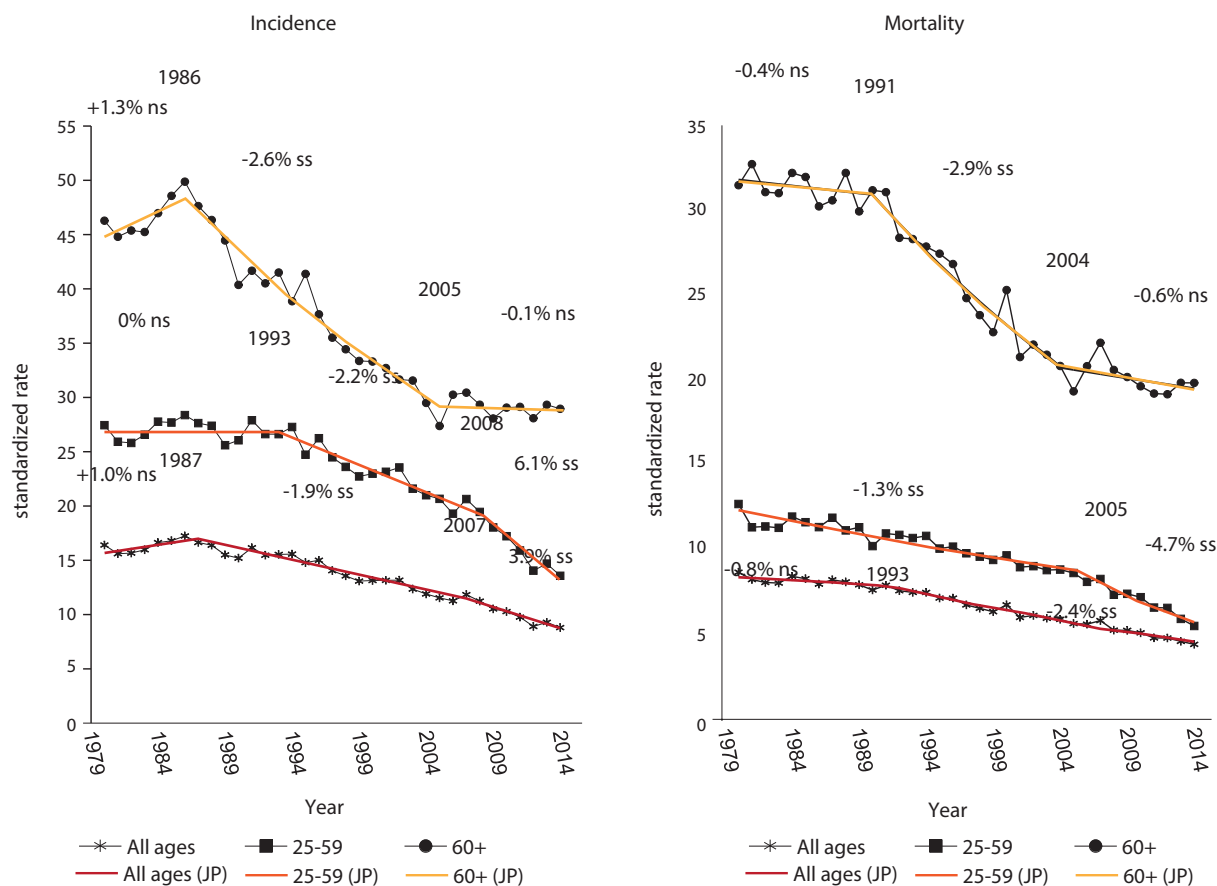 Incidence
1986
+1.3% ns
-2.6% ss
0% ns
1993
2005
-0.1% ns
-2.2% ss
2008
+1.0% ns
1987
-1.9% ss
6.1% ss
2007
3.9% ss
standardized rate
55
50
45
40
35
30
25
20
15
10
5
0
1979
1984
1989
1994
1999
2004
2009
2014
Year
All ages
25-59
60+
All ages (JP)
25-59 (JP)
60+ (JP)
Mortality
-0.4% ns
1991
-2.9% ss
2004
-0.6% ns
-1.3% ss
2005
-4.7% ss
-0.8% ns
1993
-2.4% ss
standardized rate
35
30
25
20
15
10
5
0
1979
1984
1989
1994
1999
2004
2009
2014
Year
All ages
25-59
60+
All ages (JP)
25-59 (JP)
60+ (JP)